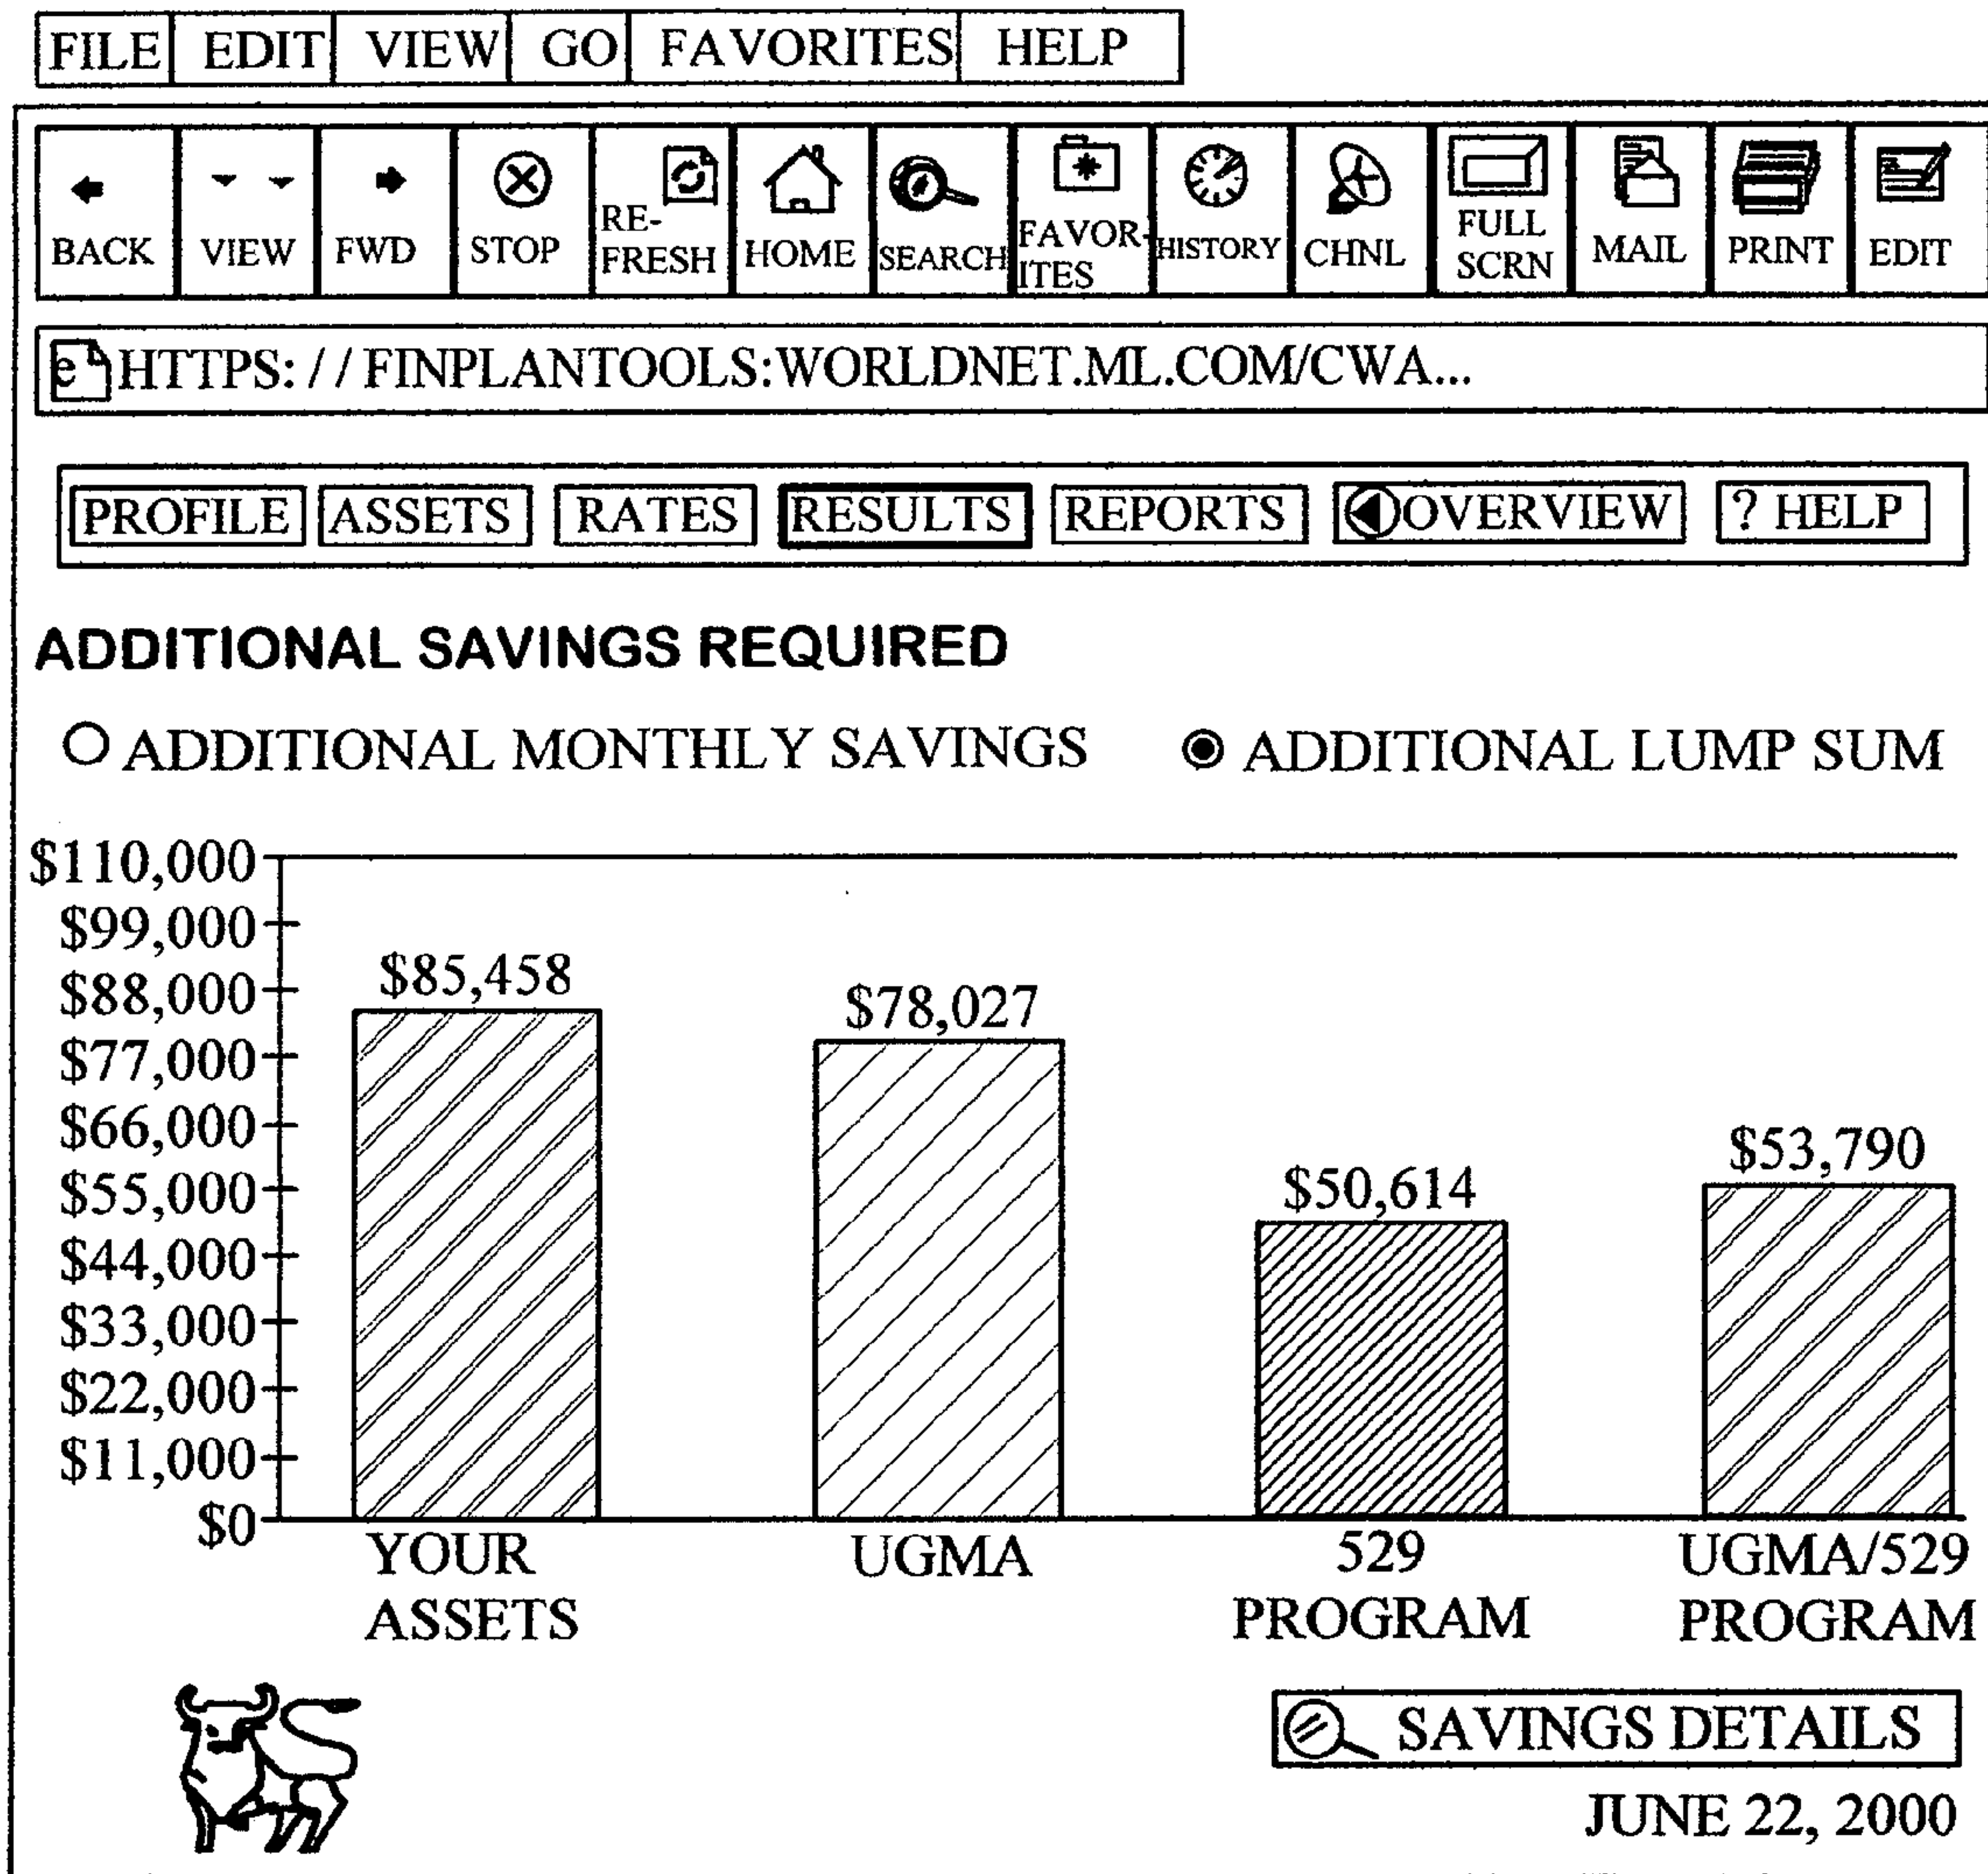 FILE EDIT VIEW GO FAVORITES HELP
BACK VIEW FWD STOP RE-FRESH HOME SEARCH FAVOR-ITES HISTORY CHNL FULL SCRN MAIL PRINT EDIT
HTTPS: / / FINPLANTOOLS:WORLDNET.ML.COM/CWA...
PROFILE ASSETS RATES RESULTS REPORTS OVERVIEW ? HELP
ADDITIONAL SAVINGS REQUIRED
ADDITIONAL MONTHLY SAVINGS ADDITIONAL LUMP SUM
$110,000
$99,000
$88,000
$77,000
$66,000
$55,000
$44,000
$33,000
$22,000
$11,000
$0
$85,458
$78,027
$50,614
$53,790
YOUR ASSETS
UGMA
529 PROGRAM
UGMA/529 PROGRAM
SAVINGS DETAILS
JUNE 22, 2000